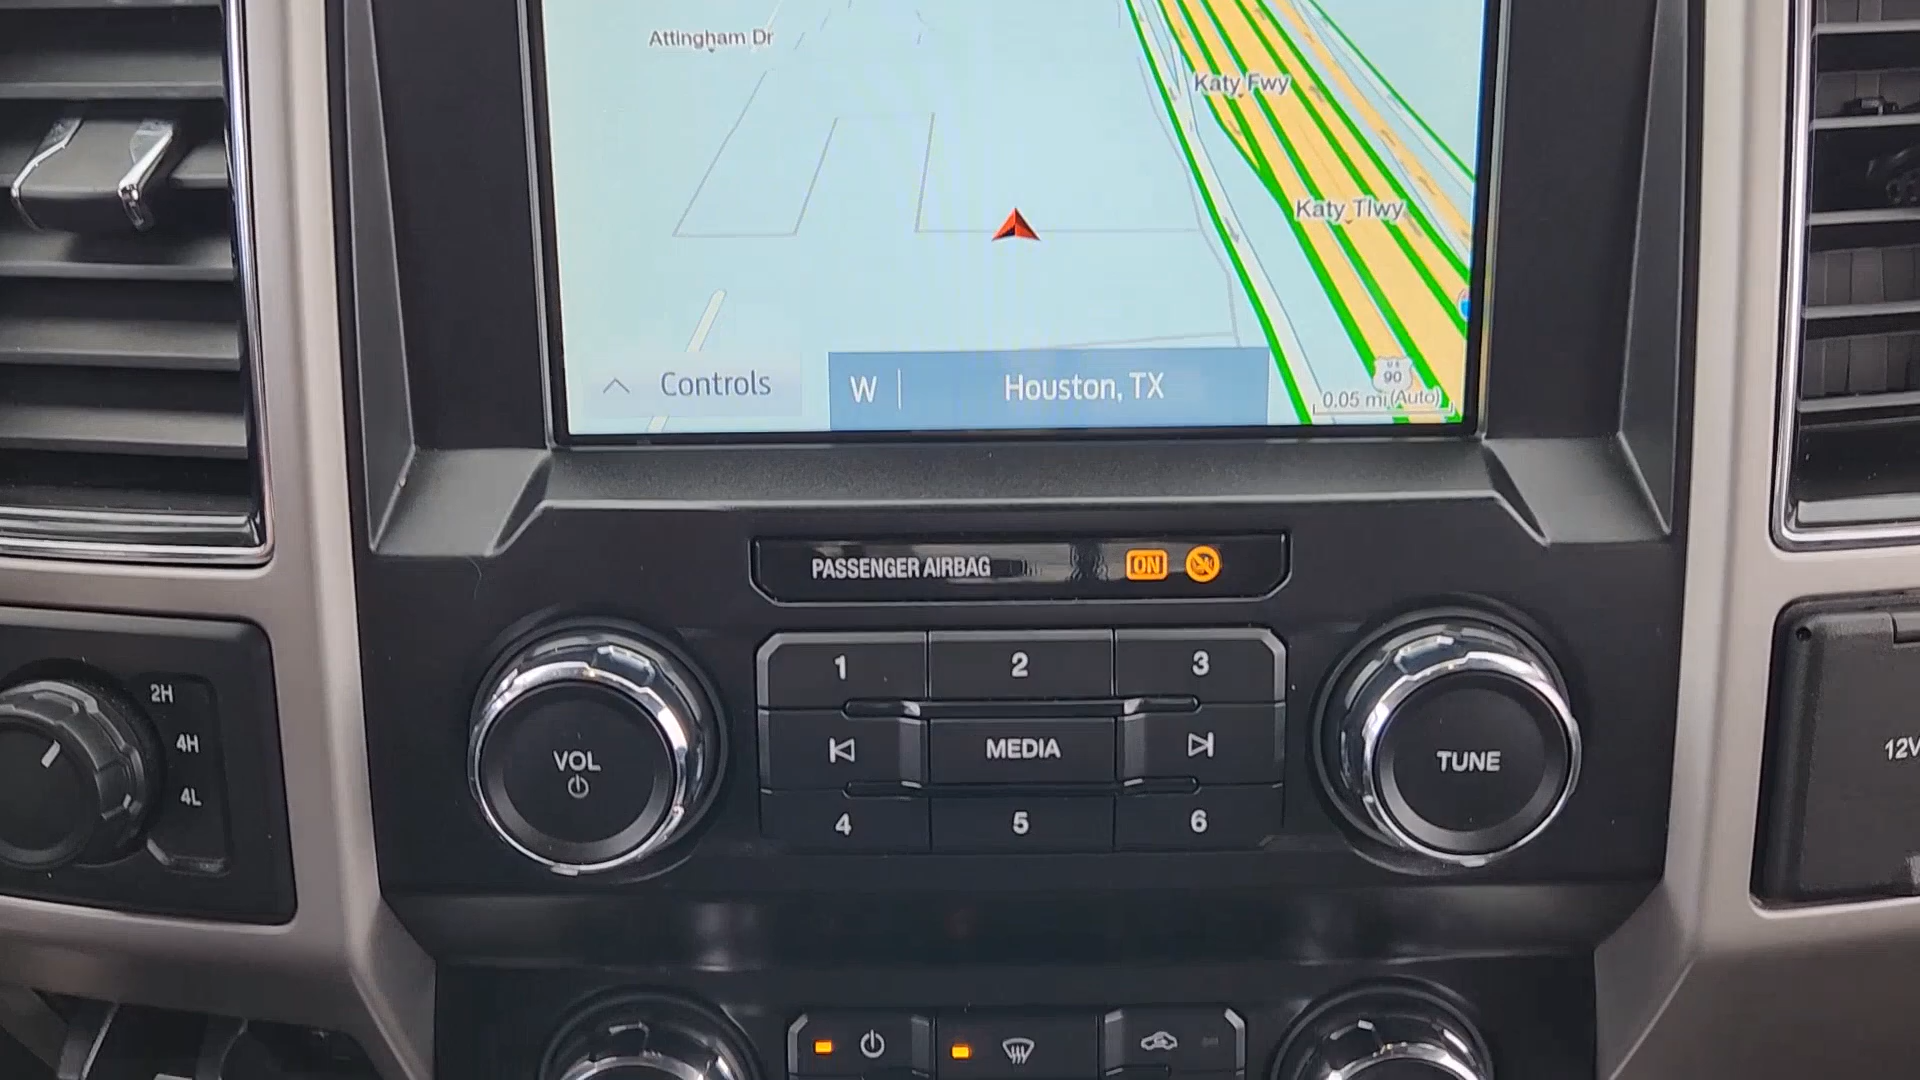 Attingham Dr
Katy Fwy
Katy Tlwy
Controls
W
Houston, TX
US
90
0.05 mi(Auto)
PASSENGER AIRBAG
ON
1
2
3
2H
4H
4L
VOL
MEDIA
TUNE
12V
4
5
6